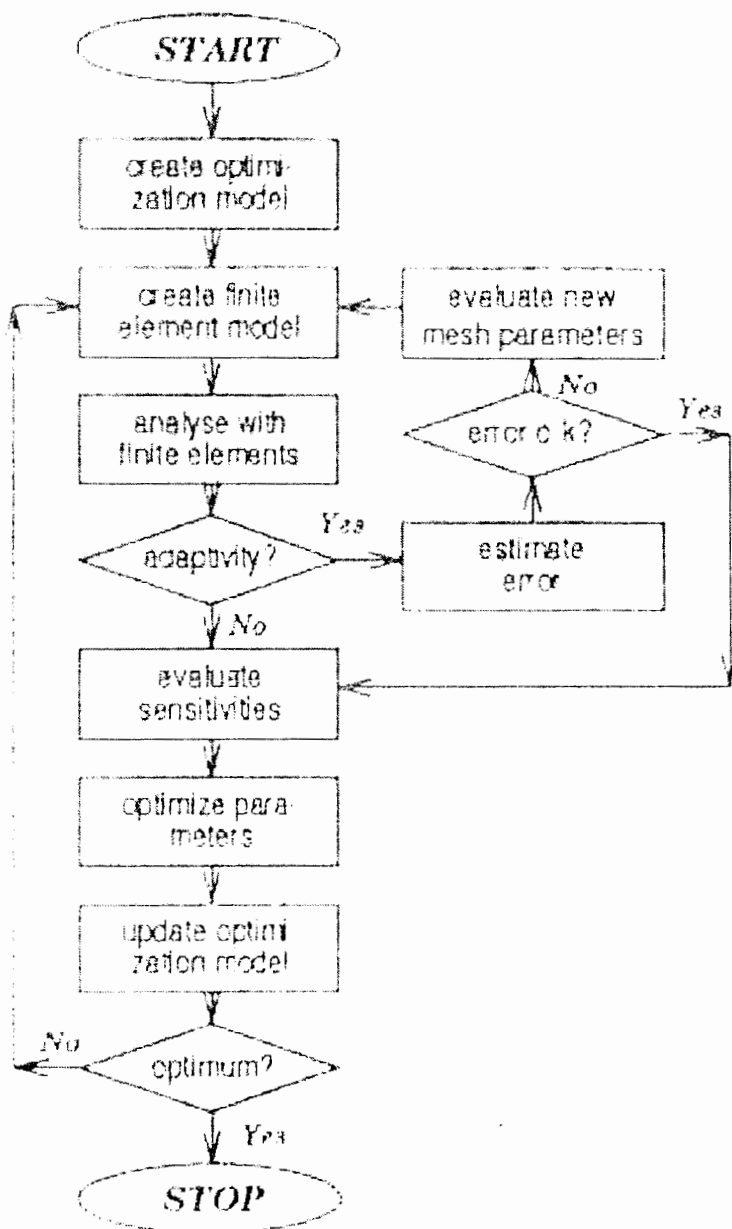 START
create optimi-
zation model
create finite
element model
evaluate new
mesh parameters
No
Yes
analyse with
finite elements
error o.k?
Yes
adaptivity?
estimate
error
No
evaluate
sensitivities
optimize para-
meters
update optimi
zation model
No
optimum?
Yes
STOP